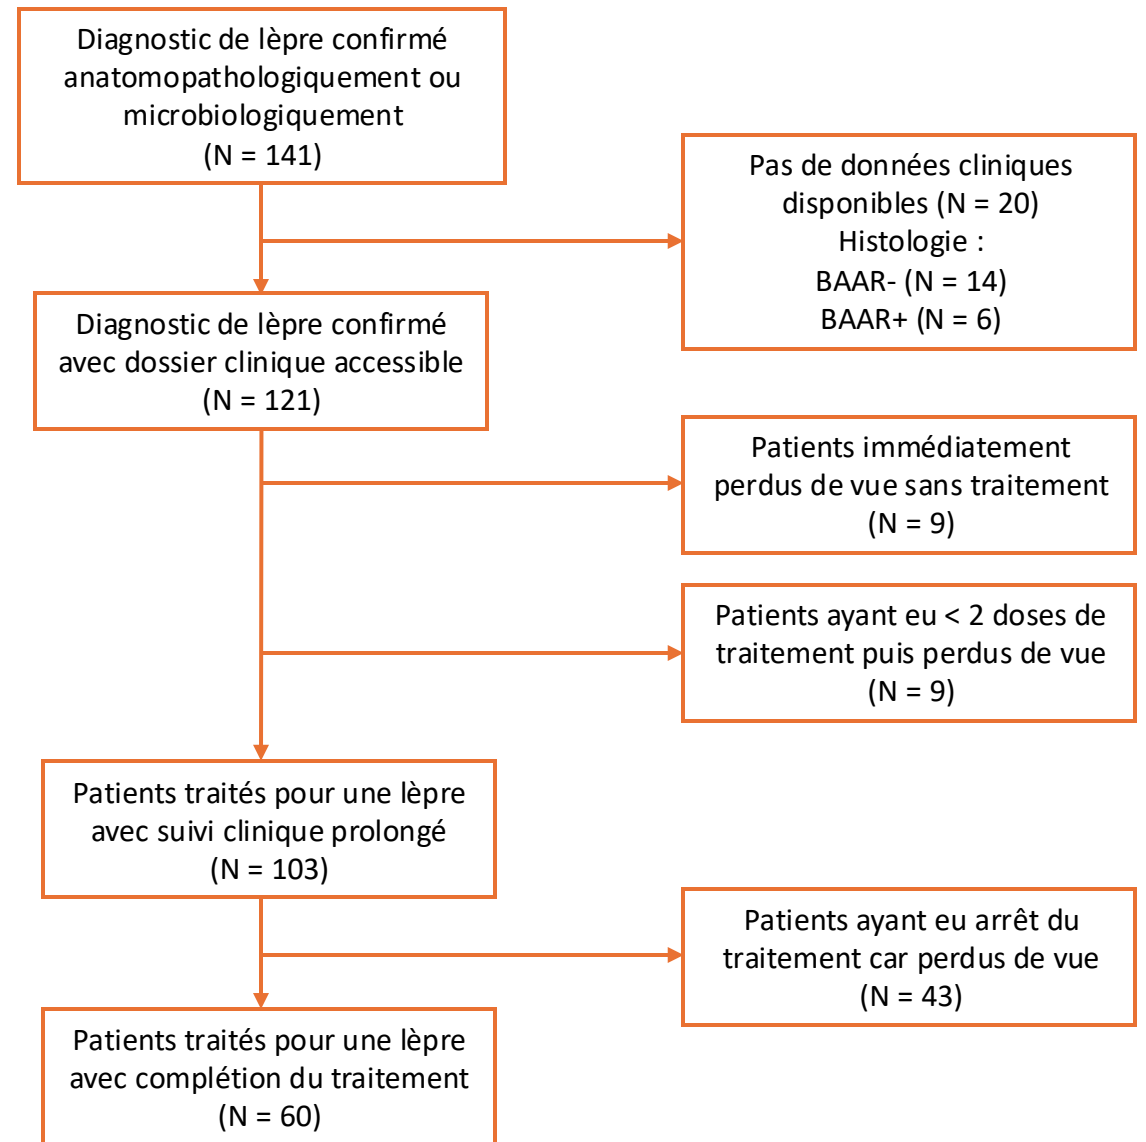 Diagnostic de lèpre confirmé
anatomopathologiquement ou
microbiologiquement
(N = 141)
Pas de données cliniques
disponibles (N = 20)
Histologie :
BAAR- (N = 14)
BAAR+ (N = 6)
Diagnostic de lèpre confirmé
avec dossier clinique accessible
(N = 121)
Patients immédiatement
perdus de vue sans traitement
(N = 9)
Patients ayant eu < 2 doses de
traitement puis perdus de vue
(N = 9)
Patients traités pour une lèpre
avec suivi clinique prolongé
(N = 103)
Patients ayant eu arrêt du
traitement car perdus de vue
(N = 43)
Patients traités pour une lèpre
avec complétion du traitement
(N = 60)